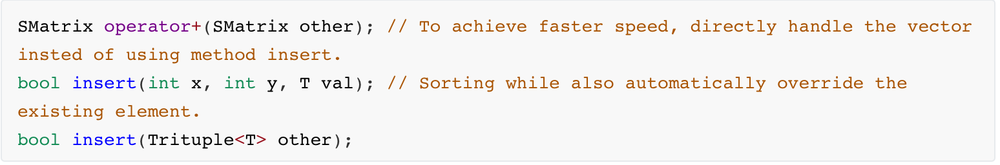 SMatrix operator+(SMatrix other); // To achieve faster speed, directly handle the vector
insted of using method insert.
bool insert(int x, int y, T val); // Sorting while also automatically override the
existing element.
bool insert(Trituple<T> other);